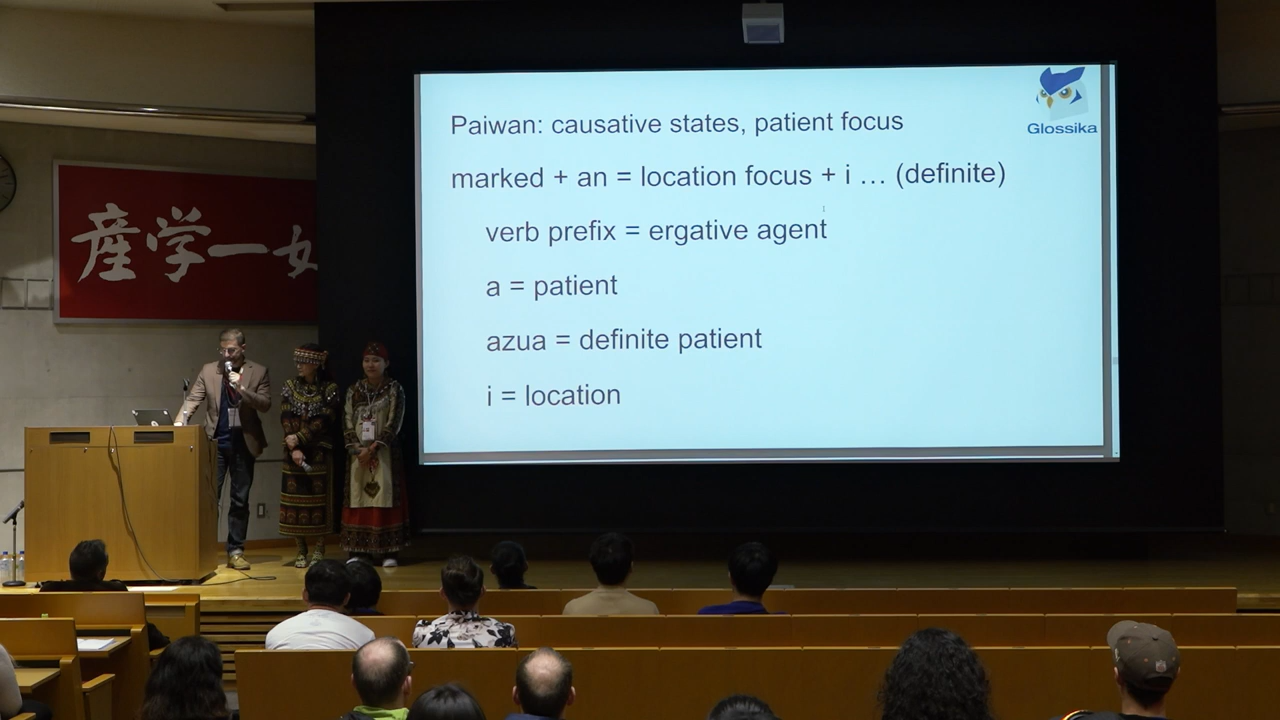 Paiwan: causative states, patient focus
Glossika
marked + an = location focus + i … (definite)
verb prefix = ergative agent
a = patient
azua = definite patient
i = location
産学一如